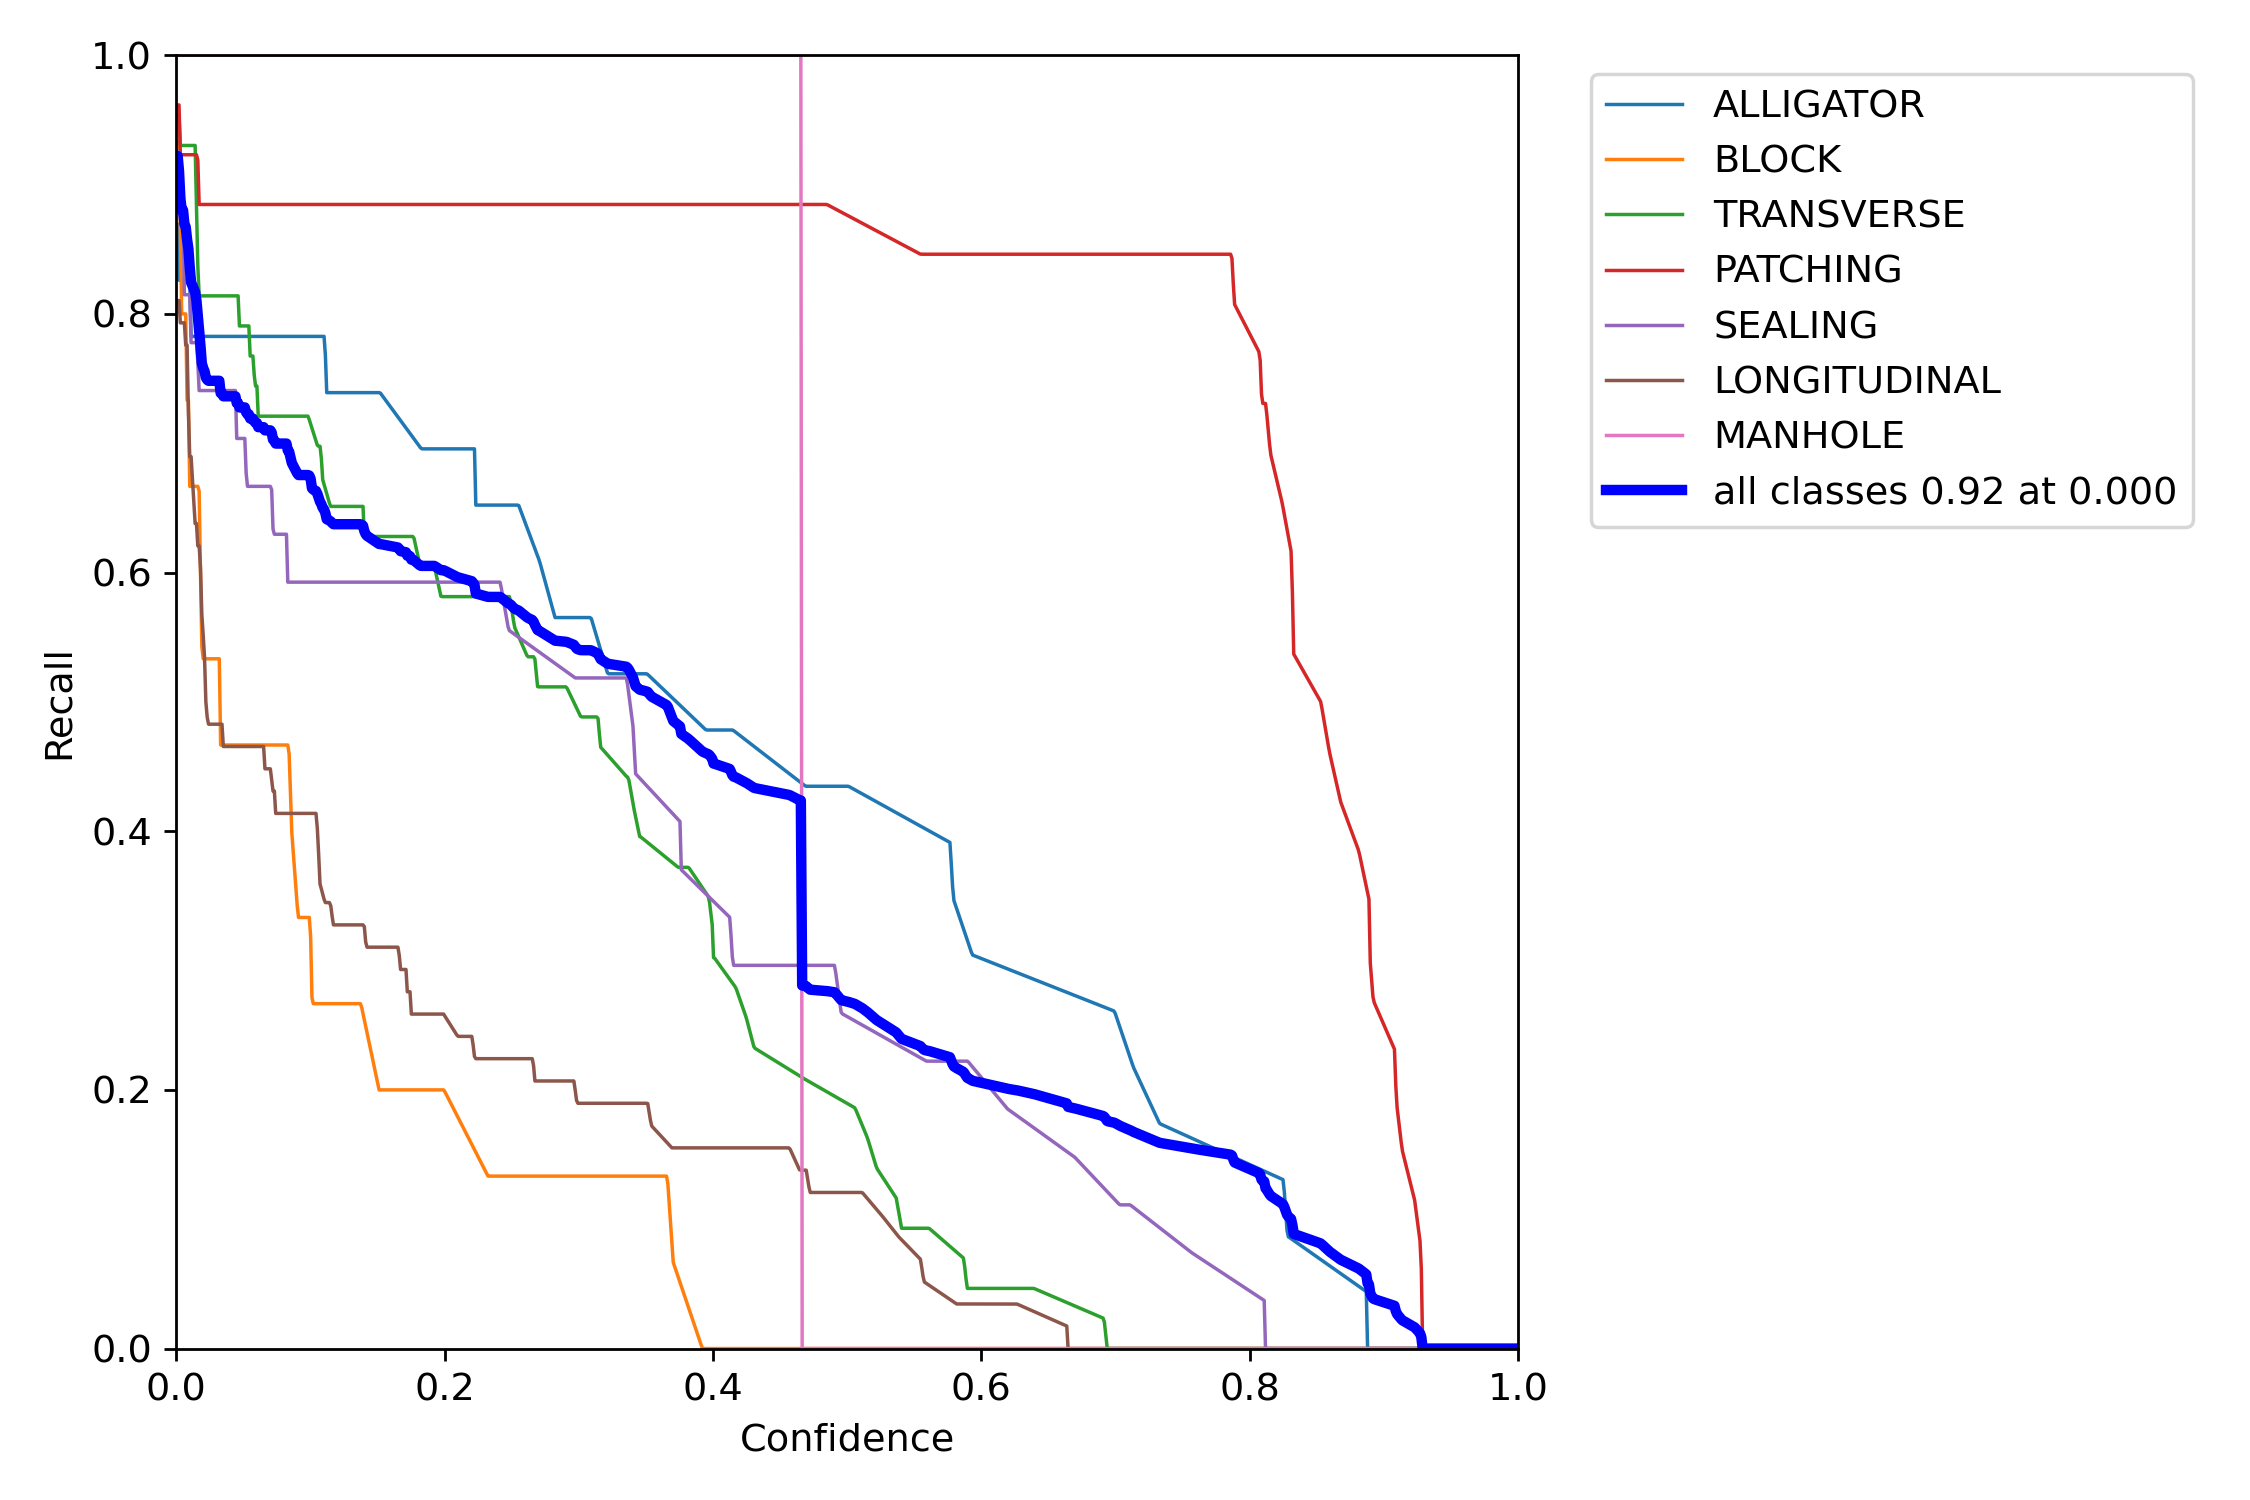 1.0
0.8
0.6
0.4
0.2
0.0
Recall
0.0 0.2 0.4 0.6 0.8 1.0
Confidence
ALLIGATOR
BLOCK
TRANSVERSE
PATCHING
SEALING
LONGITUDINAL
MANHOLE
all classes 0.92 at 0.000